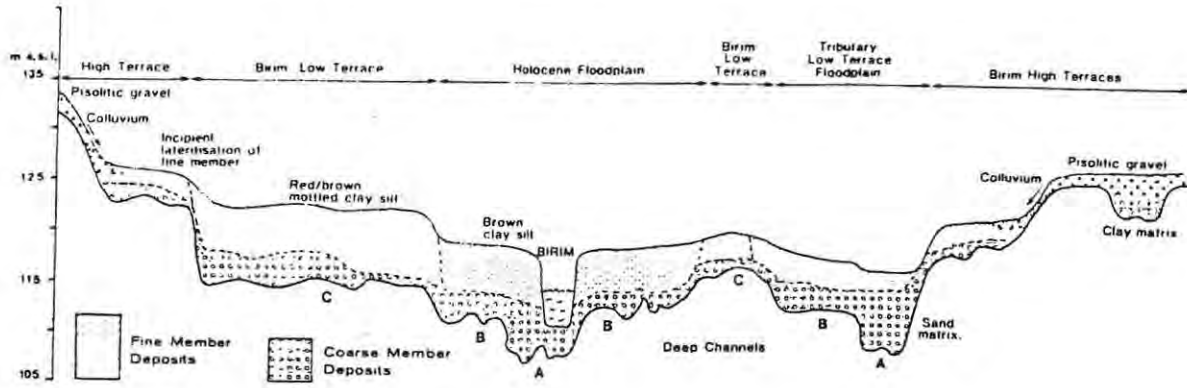 m a.s.l.
135
125
115
105
High Terrace
Birim Low Terrace
Holocene Floodplain
Birim
Low
Terrace
Tributary
Low Terrace
Floodplain
Birim High Terraces
Pisolitic gravel
Colluvium
Incipient
lateritisation of
fine member
Red/brown
mottled clay silt
Brown
clay silt
BIRIM
Colluvium
Pisolitic gravel
Clay matrix
C
B
A
B
C
B
A
Deep Channels
Sand
matrix.
Fine Member
Deposits
Coarse Member
Deposits